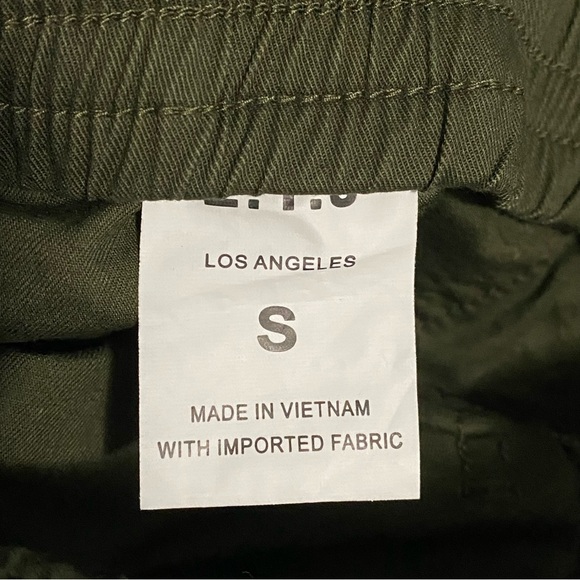 LOS ANGELES
S
MADE IN VIETNAM
WITH IMPORTED FABRIC